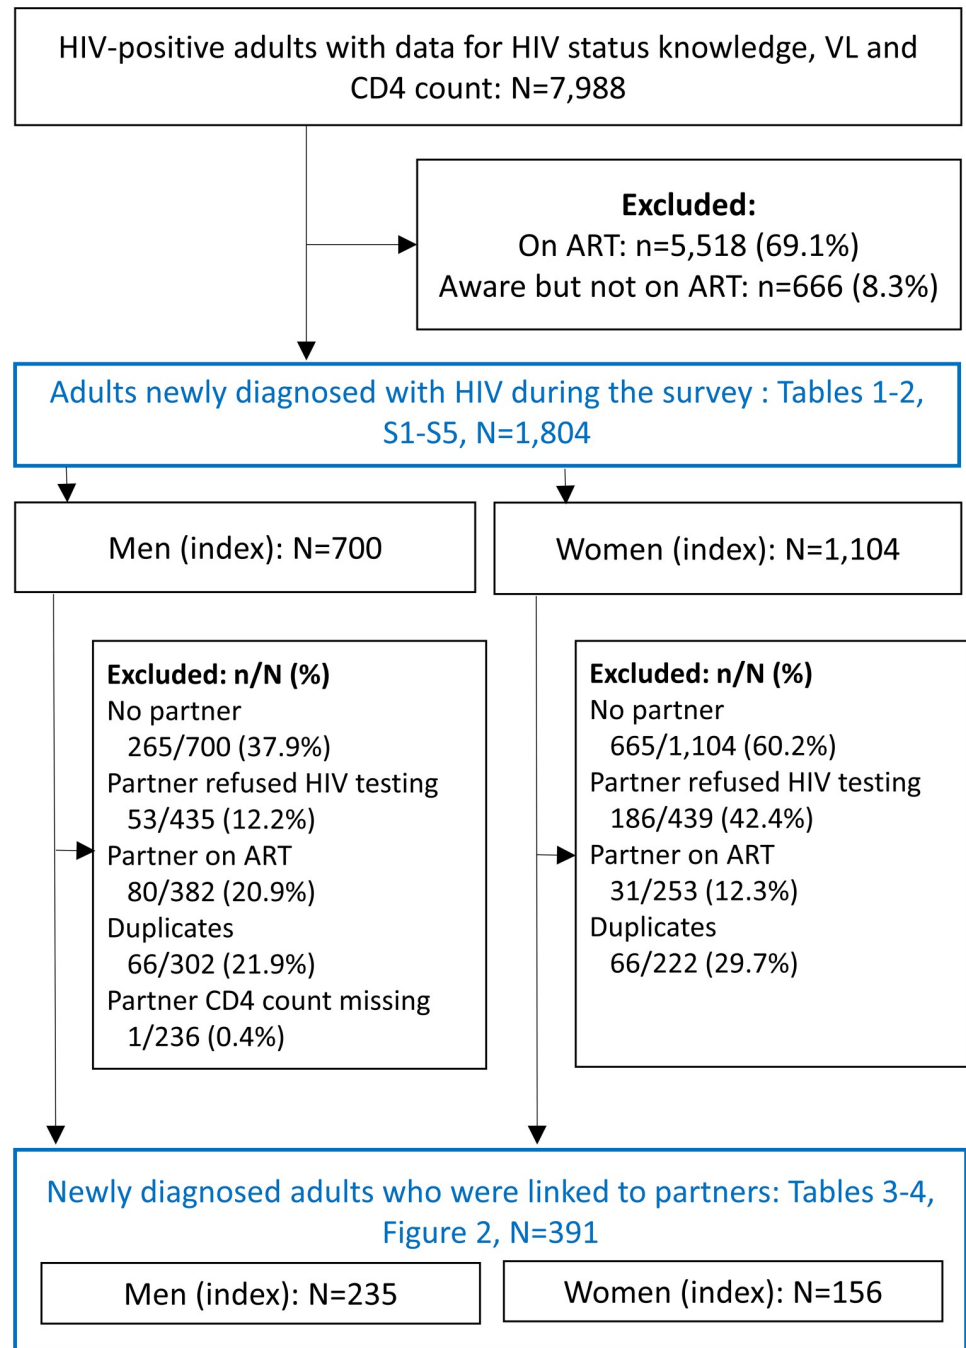 HIV-positive adults with data for HIV status knowledge, VL and
CD4 count: N=7,988
Excluded:
On ART: n=5,518 (69.1%)
Aware but not on ART: n=666 (8.3%)
Adults newly diagnosed with HIV during the survey : Tables 1-2,
S1-S5, N=1,804
Men (index): N=700
Women (index): N=1,104
Excluded: n/N (%)
No partner
265/700 (37.9%)
Partner refused HIV testing
53/435 (12.2%)
Partner on ART
80/382 (20.9%)
Duplicates
66/302 (21.9%)
Partner CD4 count missing
1/236 (0.4%)
Excluded: n/N (%)
No partner
665/1,104 (60.2%)
Partner refused HIV testing
186/439 (42.4%)
Partner on ART
31/253 (12.3%)
Duplicates
66/222 (29.7%)
Newly diagnosed adults who were linked to partners: Tables 3-4,
Figure 2, N=391
Men (index): N=235
Women (index): N=156